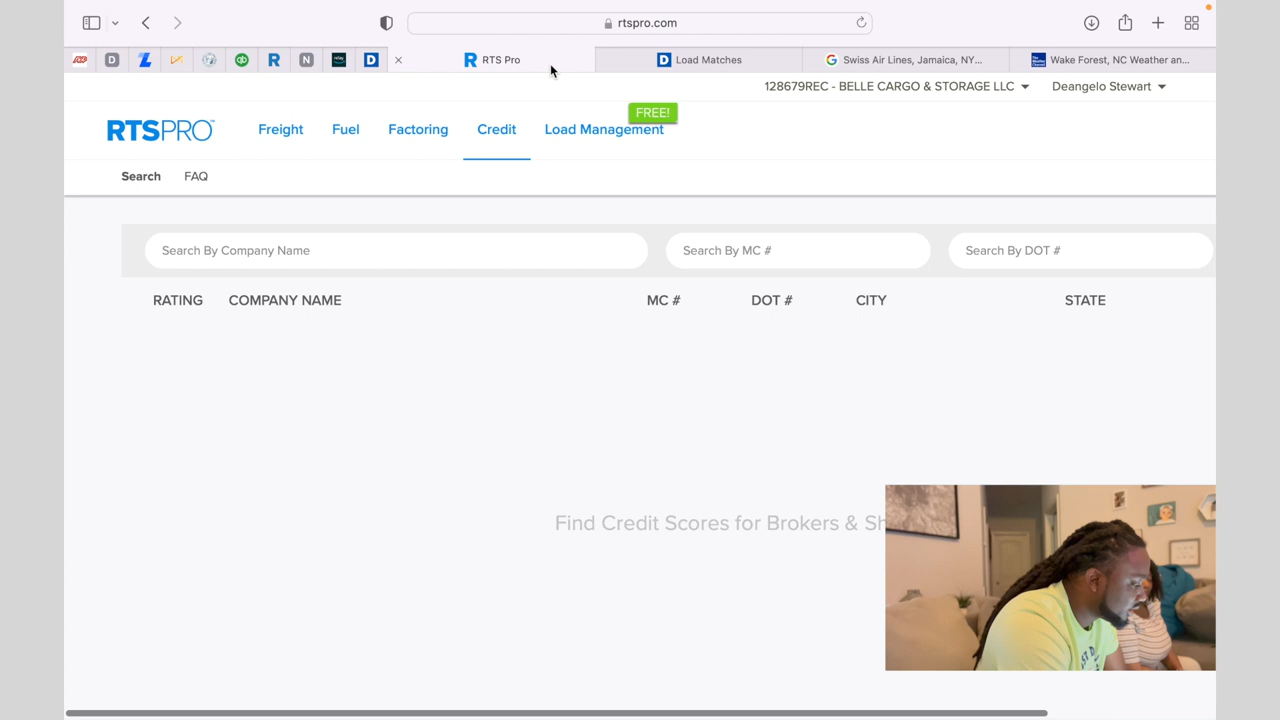 rtspro.com
RTS Pro
Load Matches
Swiss Air Lines, Jamaica, NY...
Wake Forest, NC Weather an...
128679REC - BELLE CARGO & STORAGE LLC
Deangelo Stewart
FREE!
RTSPRO
Freight
Fuel
Factoring
Credit
Load Management
Search
FAQ
Search By Company Name
Search By MC #
Search By DOT #
RATING
COMPANY NAME
MC #
DOT #
CITY
STATE
Find Credit Scores for Brokers & Sh